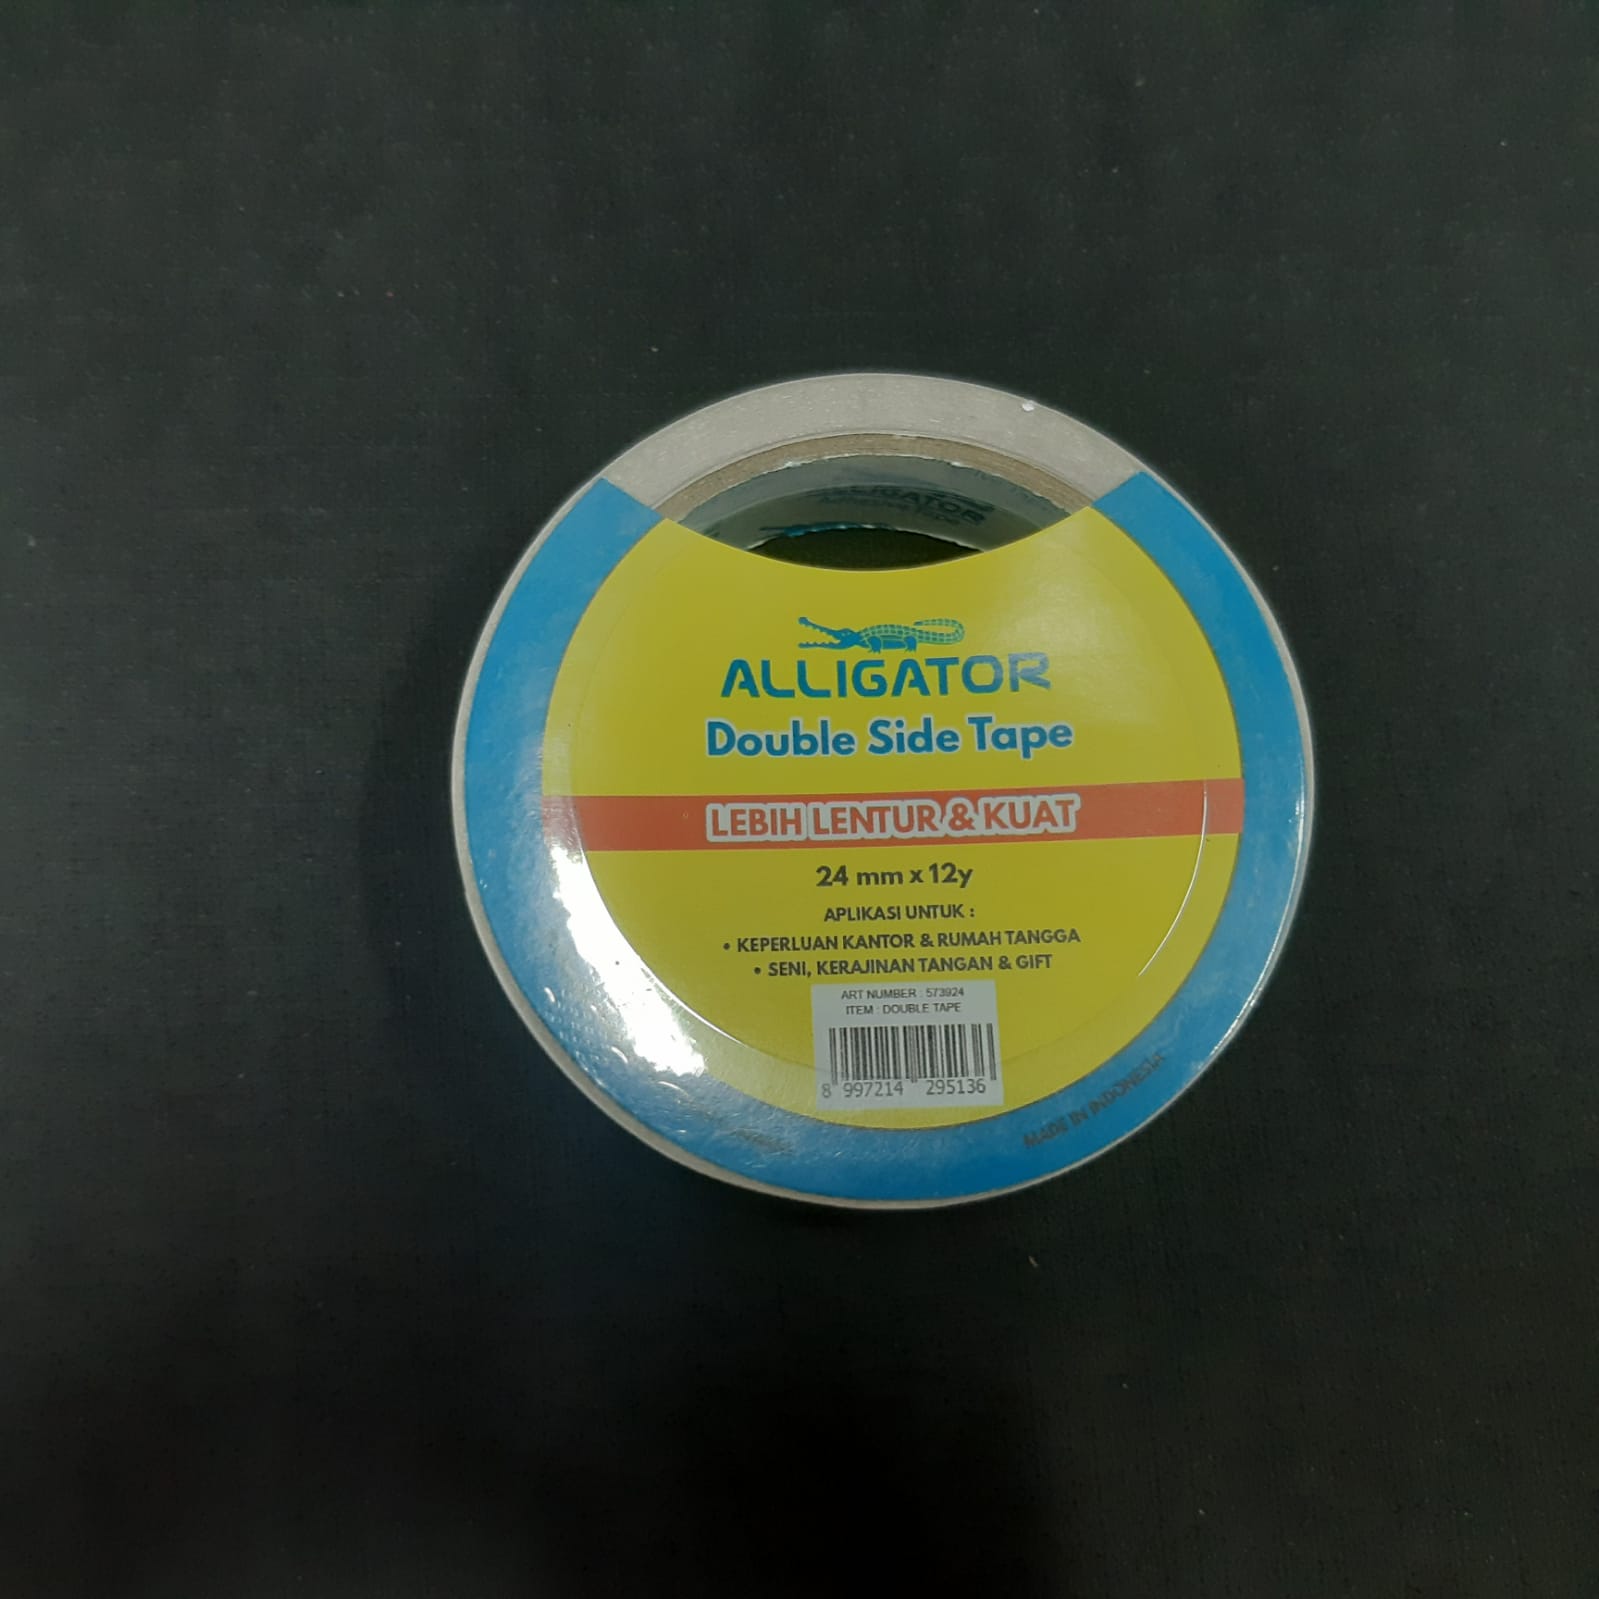 ALLIGATOR
ALLIGATOR
Double Side Tape
LEBIH LENTUR & KUAT
24 mm x 12y
APLIKASI UNTUK :
• KEPERLUAN KANTOR & RUMAH TANGGA
• SENI, KERAJINAN TANGAN & GIFT
ART NUMBER : 573924
ITEM : DOUBLE TAPE
8 997214 295136
MADE IN INDONESIA